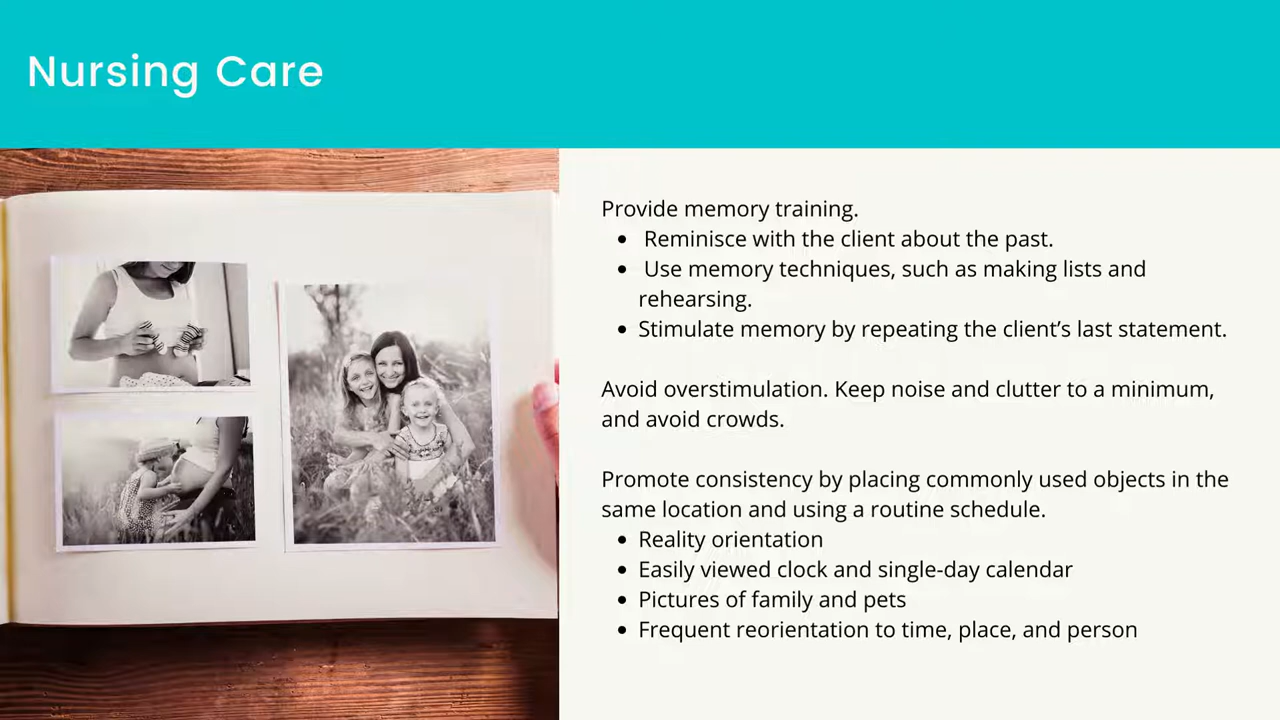 Nursing Care
Provide memory training.
• Reminisce with the client about the past.
• Use memory techniques, such as making lists and
rehearsing.
• Stimulate memory by repeating the client’s last statement.
Avoid overstimulation. Keep noise and clutter to a minimum,
and avoid crowds.
Promote consistency by placing commonly used objects in the
same location and using a routine schedule.
• Reality orientation
• Easily viewed clock and single-day calendar
• Pictures of family and pets
• Frequent reorientation to time, place, and person